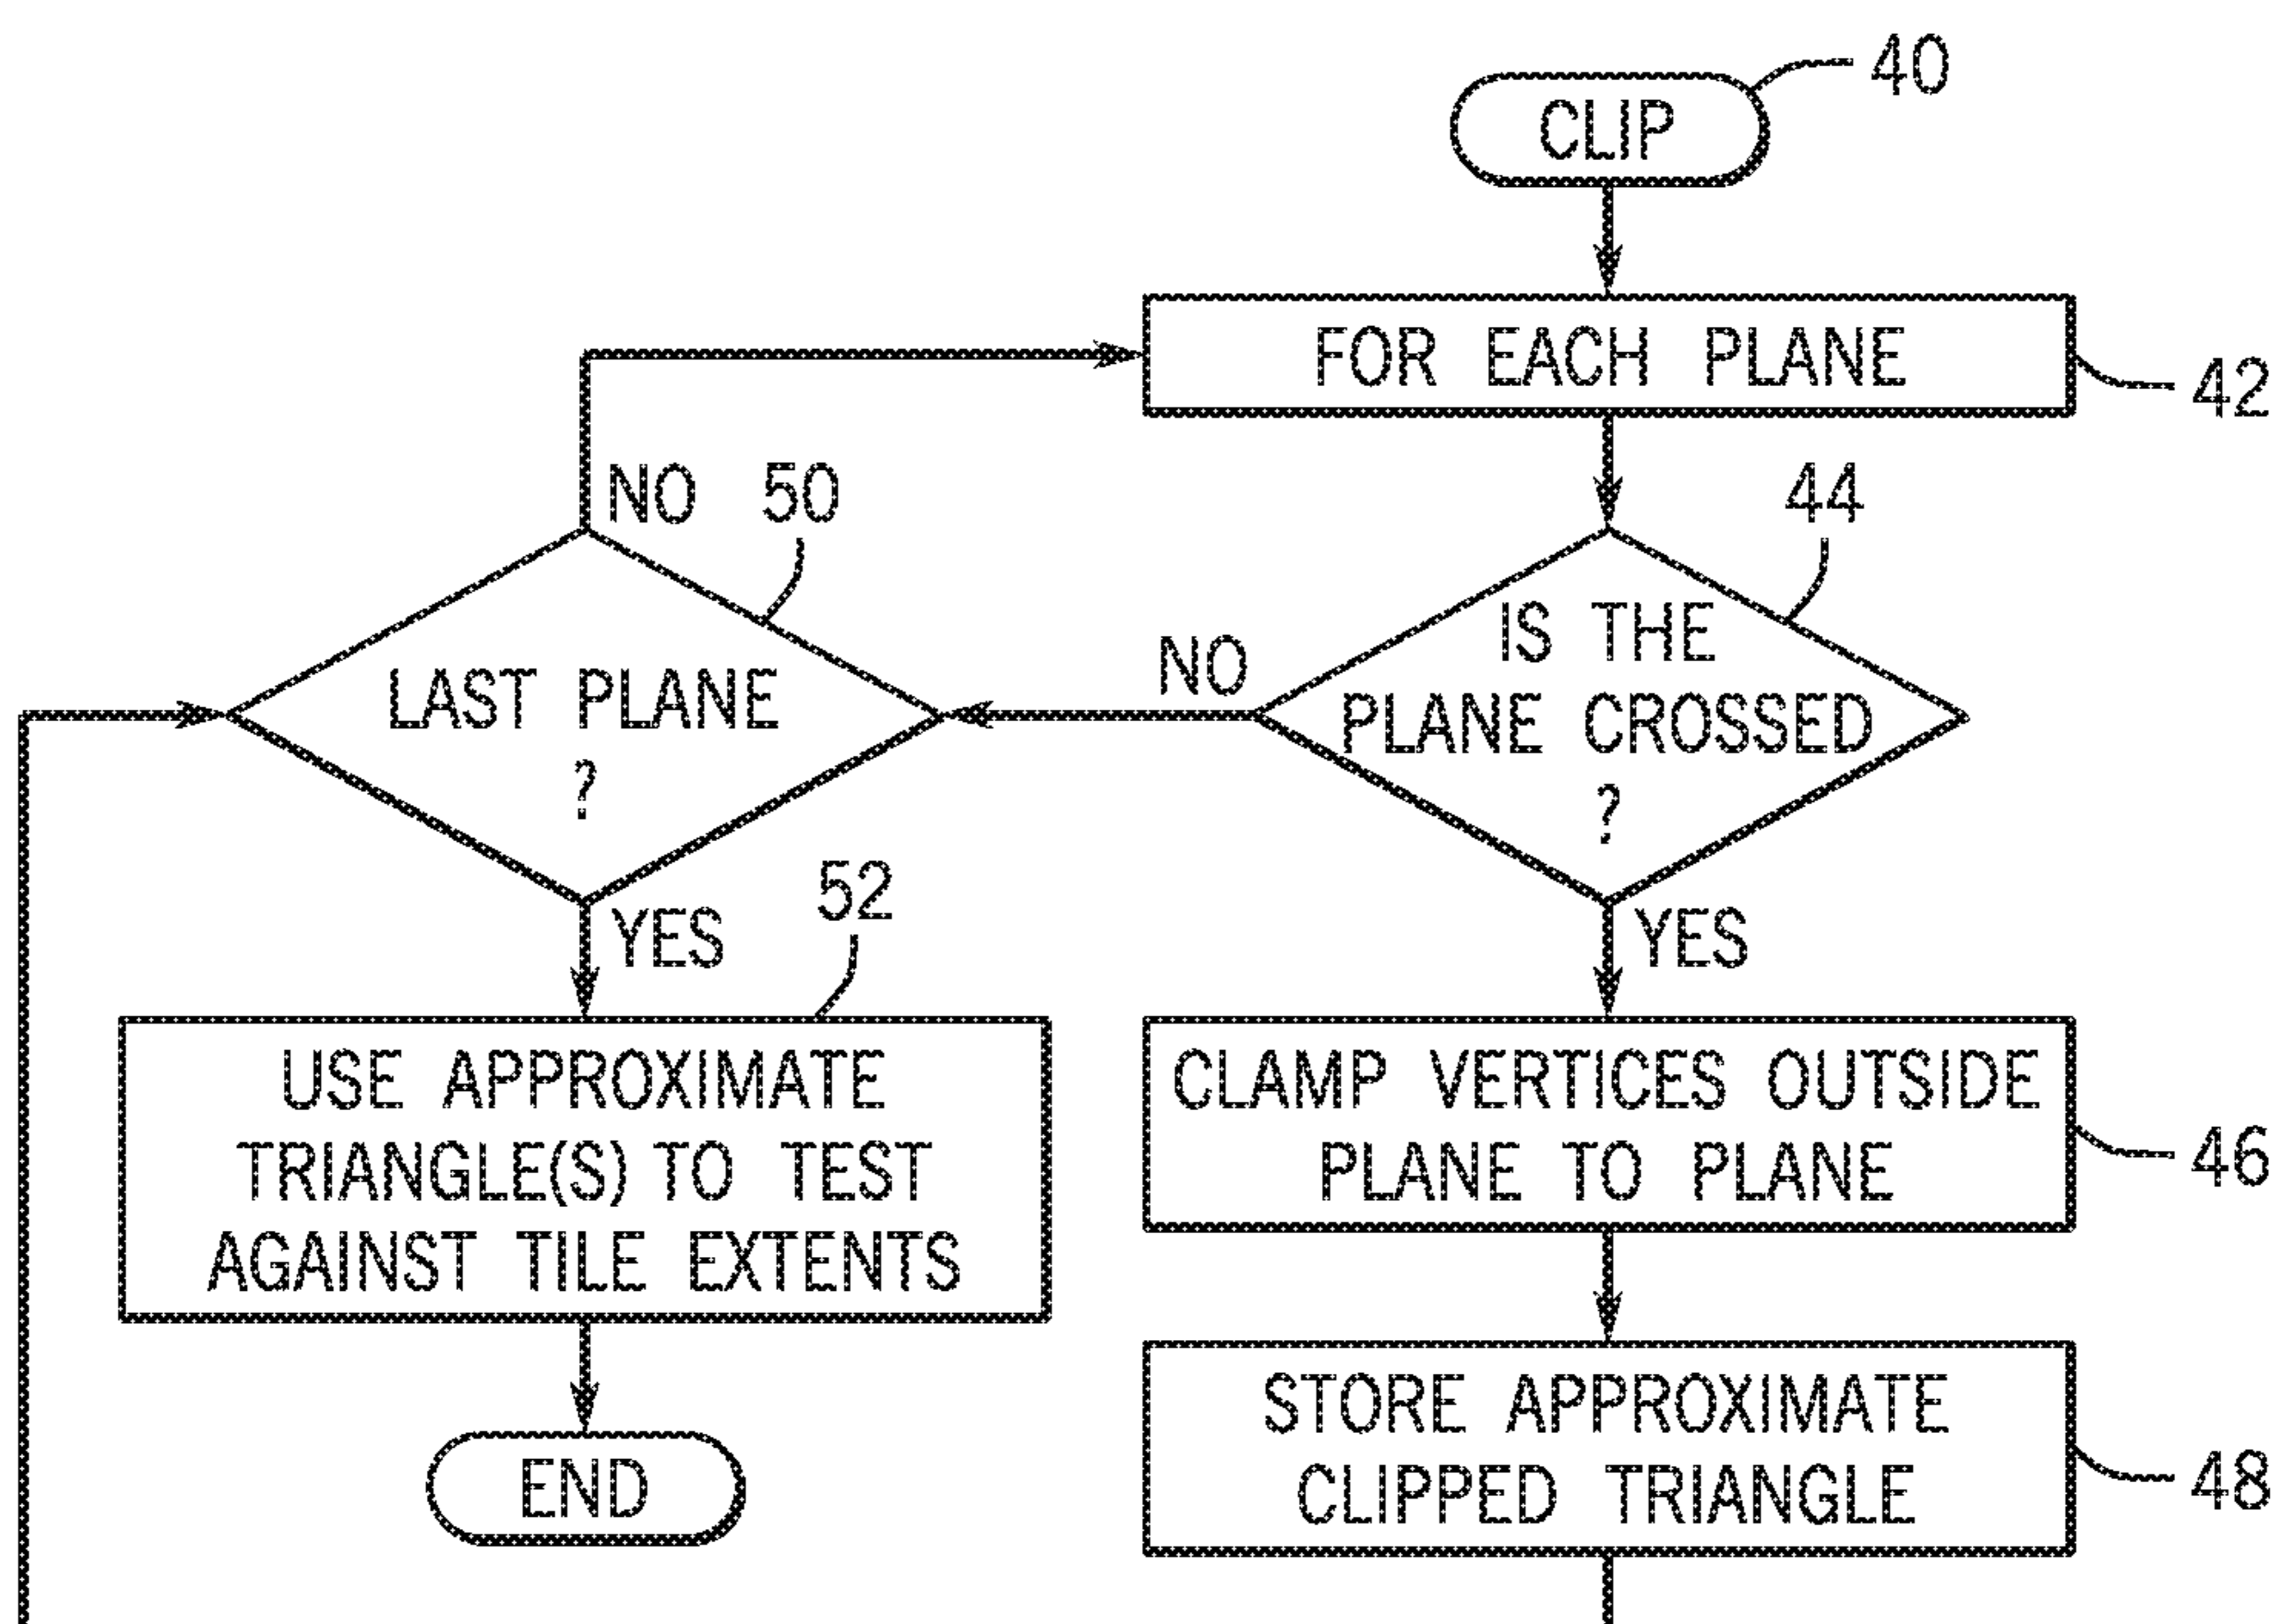 40
CLIP
FOR EACH PLANE
42
NO
50
44
IS THE
PLANE CROSSED
?
NO
LAST PLANE
?
YES
52
YES
USE APPROXIMATE
TRIANGLE(S) TO TEST
AGAINST TILE EXTENTS
CLAMP VERTICES OUTSIDE
PLANE TO PLANE
46
STORE APPROXIMATE
CLIPPED TRIANGLE
48
END